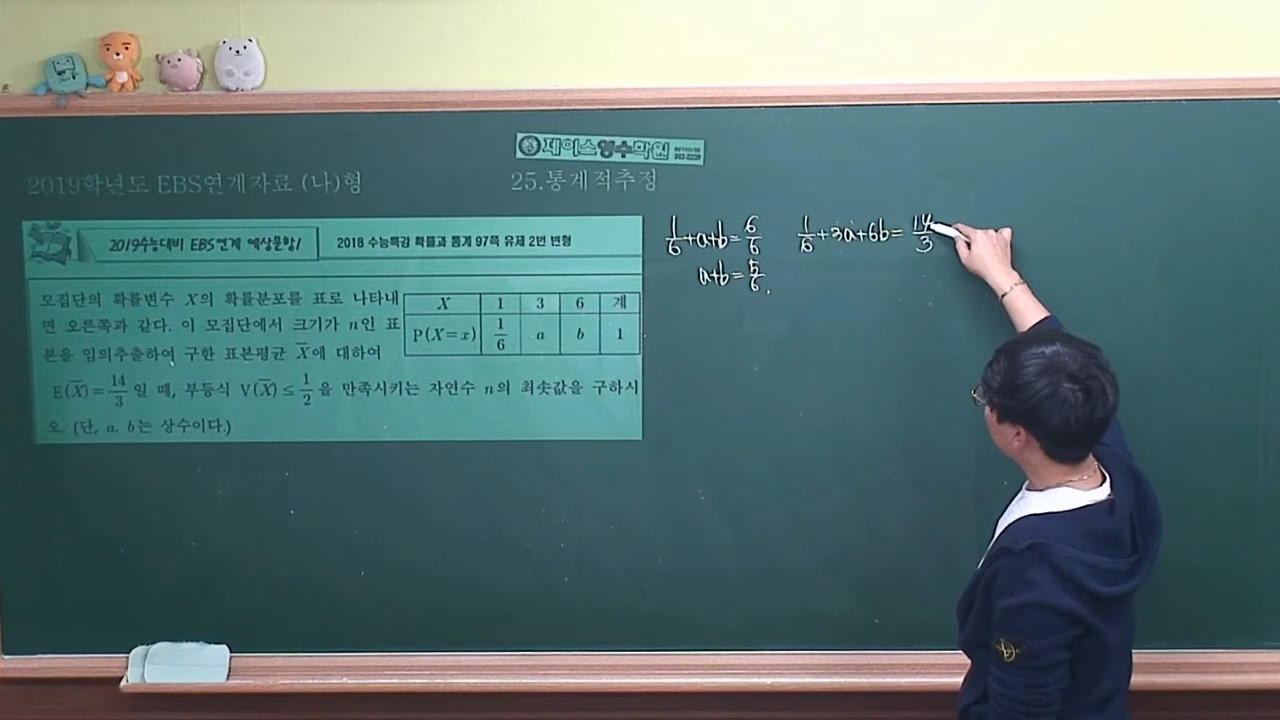 제이스영수학원
2019학년도 EBS연계자료 (나)형
25.통계적추정
2019수능대비 EBS연계 예상문항1
2018 수능특강 확률과 통계 97쪽 유제 2번 변형
모집단의 확률변수 X의 확률분포를 표로 나타내
면 오른쪽과 같다. 이 모집단에서 크기가 n인 표
본을 임의추출하여 구한 표본평균 X̄에 대하여
X 1 3 6 계
P(X=x) 1/6 a b 1
E(X̄)=14/3일 때, 부등식 V(X̄)≤1/2을 만족시키는 자연수 n의 최솟값을 구하시
오. (단, a, b는 상수이다.)
1/6+a+b=6/6
a+b=5/6.
1/6+3a+6b=14/3